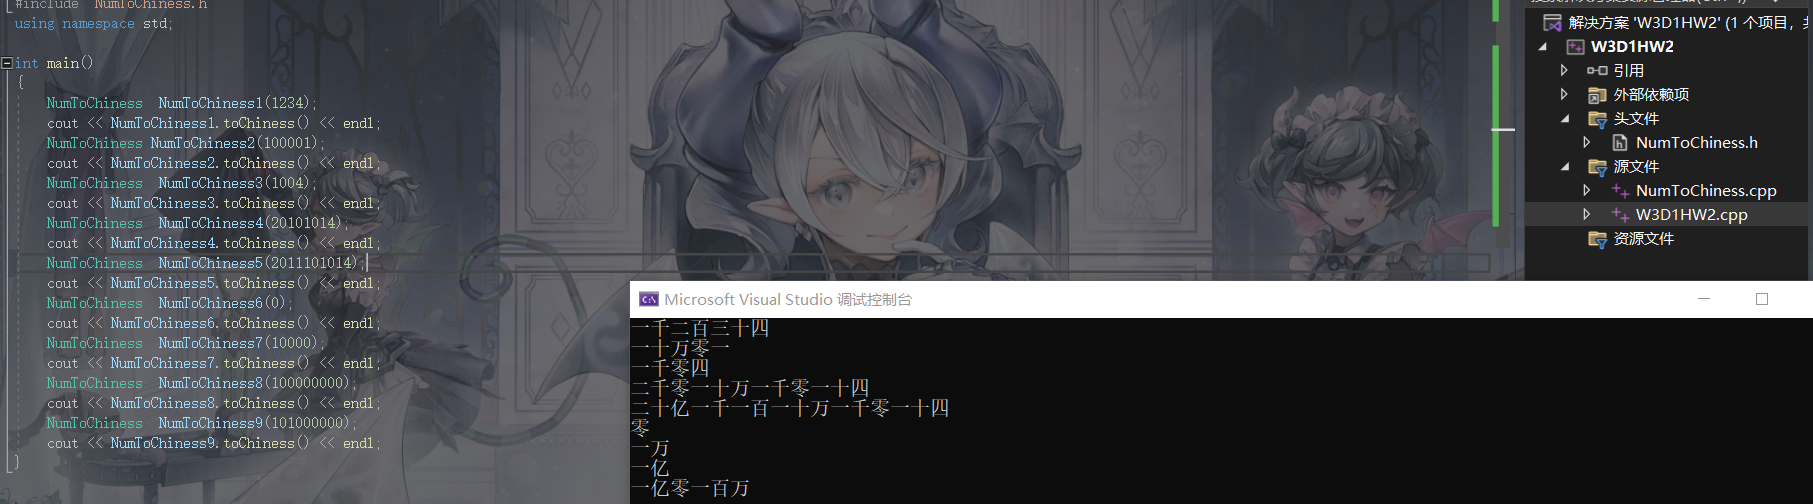 #include "NumToChiness.h
using namespace std;
int main()
{
NumToChiness  NumToChiness1(1234);
cout << NumToChiness1.toChiness() << endl;
NumToChiness NumToChiness2(100001);
cout << NumToChiness2.toChiness() << endl;
NumToChiness  NumToChiness3(1004);
cout << NumToChiness3.toChiness() << endl;
NumToChiness  NumToChiness4(20101014);
cout << NumToChiness4.toChiness() << endl;
NumToChiness  NumToChiness5(2011101014);
cout << NumToChiness5.toChiness() << endl;
NumToChiness  NumToChiness6(0);
cout << NumToChiness6.toChiness() << endl;
NumToChiness  NumToChiness7(10000);
cout << NumToChiness7.toChiness() << endl;
NumToChiness  NumToChiness8(100000000);
cout << NumToChiness8.toChiness() << endl;
NumToChiness  NumToChiness9(101000000);
cout << NumToChiness9.toChiness() << endl;
}
解决方案 'W3D1HW2' (1 个项目，
W3D1HW2
引用
外部依赖项
头文件
NumToChiness.h
源文件
NumToChiness.cpp
W3D1HW2.cpp
资源文件
Microsoft Visual Studio 调试控制台
一千二百三十四
一十万零一
一千零四
二千零一十万一千零一十四
二十亿一千一百一十万一千零一十四
零
一万
一亿
一亿零一百万